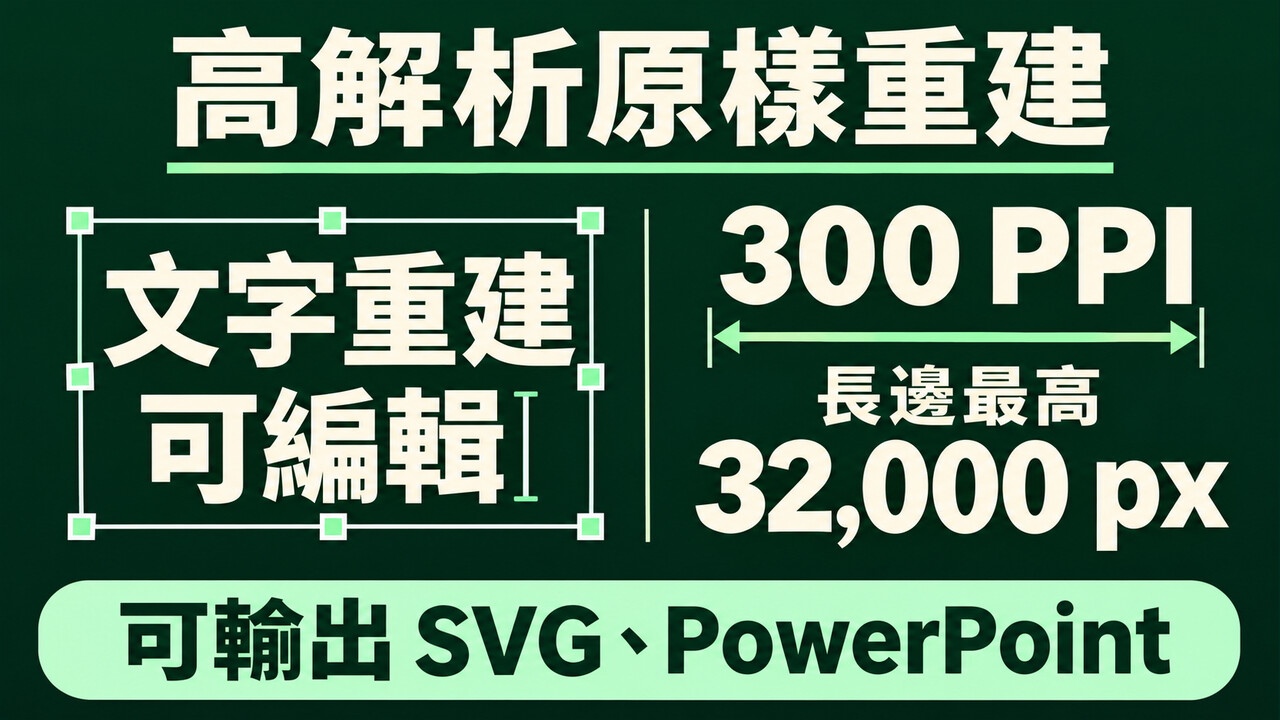 高解析原樣重建
文字重建
可編輯
300 PPI
長邊最高
32,000 px
可輸出 SVG、PowerPoint